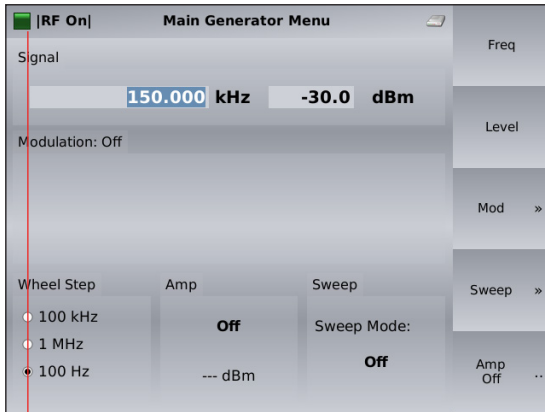 |RF On| Main Generator Menu
Signal
150.000 kHz -30.0 dBm
Modulation: Off
Wheel Step
100 kHz
1 MHz
100 Hz
Amp
Off
--- dBm
Sweep
Sweep Mode:
Off
Freq
Level
Mod »
Sweep »
Amp
Off ..